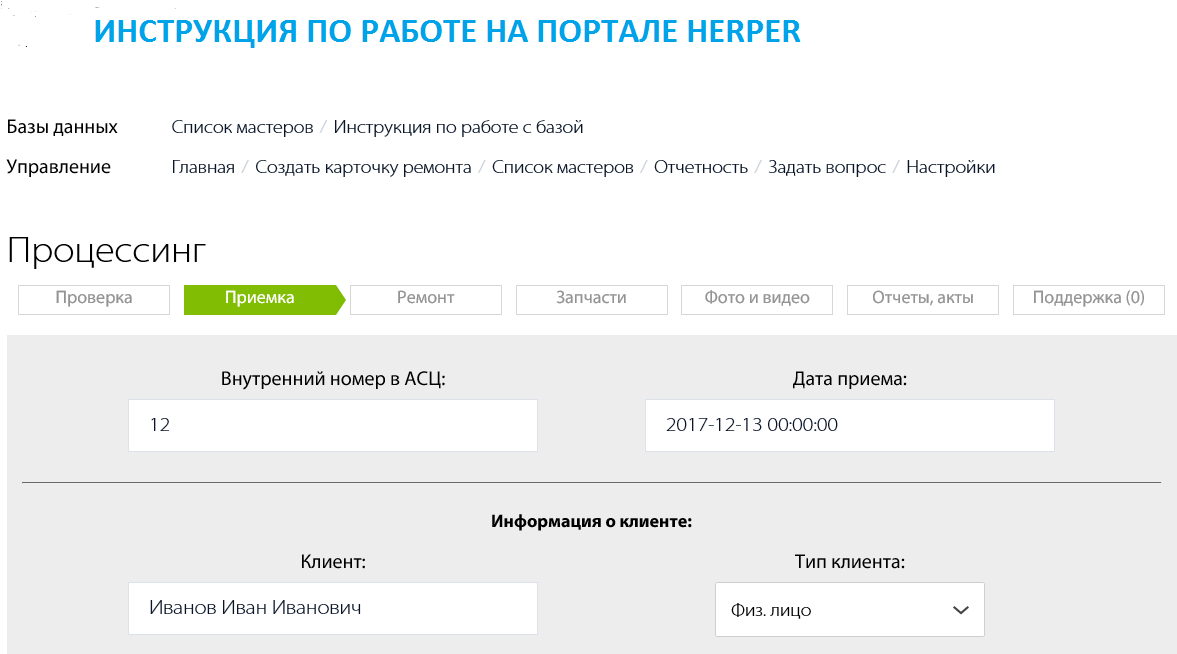 ИНСТРУКЦИЯ ПО РАБОТЕ НА ПОРТАЛЕ HERPER
Базы данных Список мастеров / Инструкция по работе с базой
Управление Главная / Создать карточку ремонта / Список мастеров / Отчетность / Задать вопрос / Настройки
Процессинг
Проверка Приемка Ремонт Запчасти Фото и видео Отчеты, акты Поддержка (0)
Внутренний номер в АСЦ: Дата приема:
12 2017-12-13 00:00:00
Информация о клиенте:
Клиент: Тип клиента:
Иванов Иван Иванович Физ. лицо